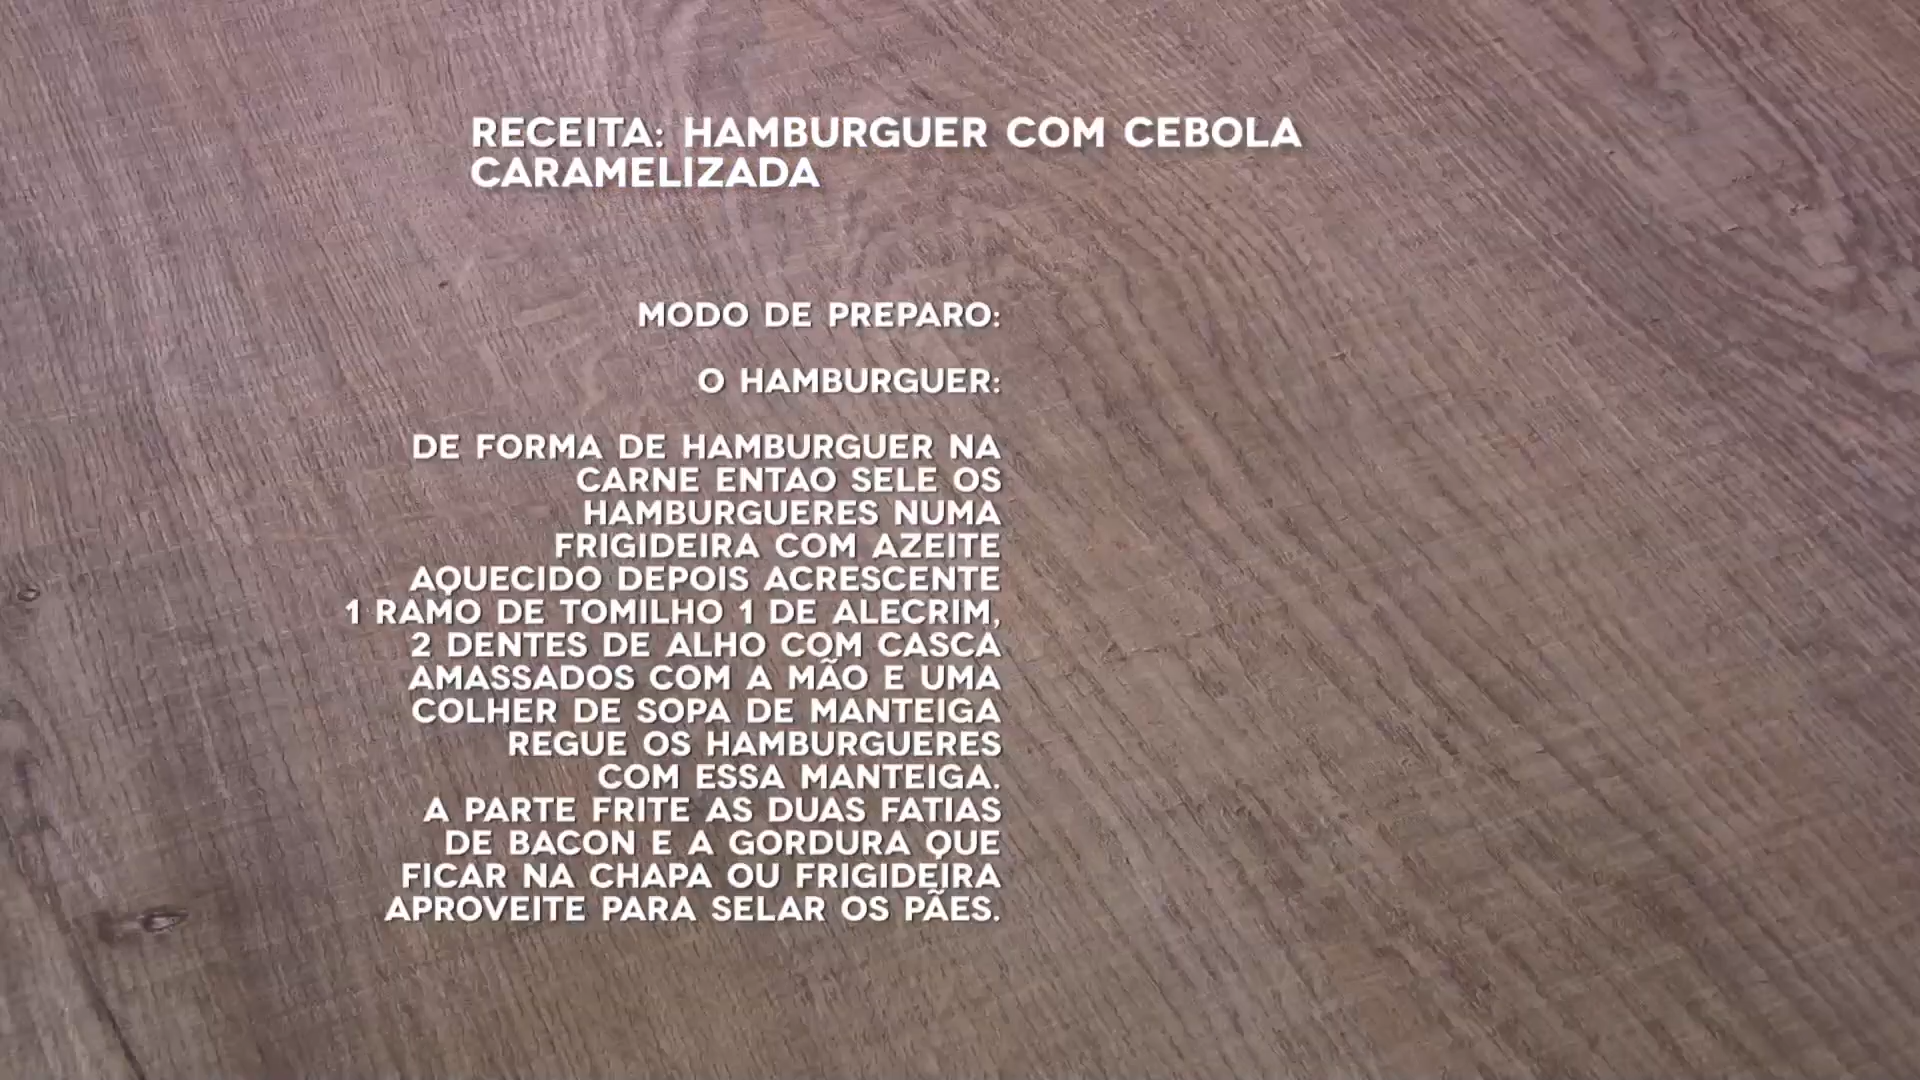 RECEITA: HAMBURGUER COM CEBOLA
CARAMELIZADA
MODO DE PREPARO:
O HAMBURGUER:
DE FORMA DE HAMBURGUER NA
CARNE ENTAO SELE OS
HAMBURGUERES NUMA
FRIGIDEIRA COM AZEITE
AQUECIDO DEPOIS ACRESCENTE
1 RAMO DE TOMILHO 1 DE ALECRIM,
2 DENTES DE ALHO COM CASCA
AMASSADOS COM A MÃO E UMA
COLHER DE SOPA DE MANTEIGA
REGUE OS HAMBURGUERES
COM ESSA MANTEIGA.
A PARTE FRITE AS DUAS FATIAS
DE BACON E A GORDURA QUE
FICAR NA CHAPA OU FRIGIDEIRA
APROVEITE PARA SELAR OS PÃES.